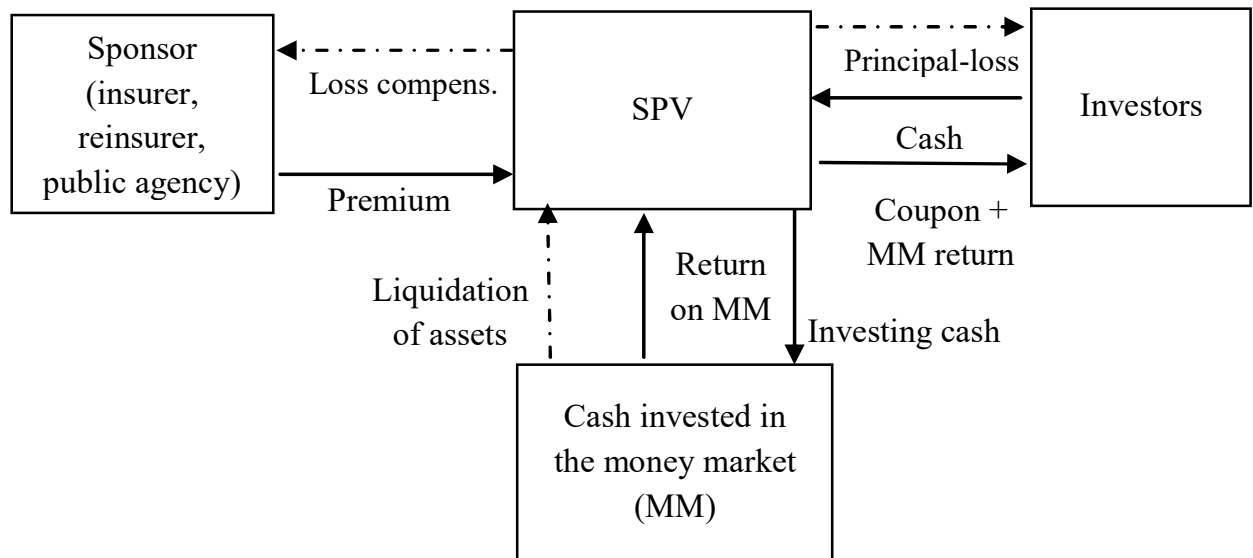 Sponsor
(insurer,
reinsurer,
public agency)
Loss compens.
Premium
SPV
Principal-loss
Cash
Coupon +
MM return
Investors
Liquidation
of assets
Return
on MM
Investing cash
Cash invested in
the money market
(MM)